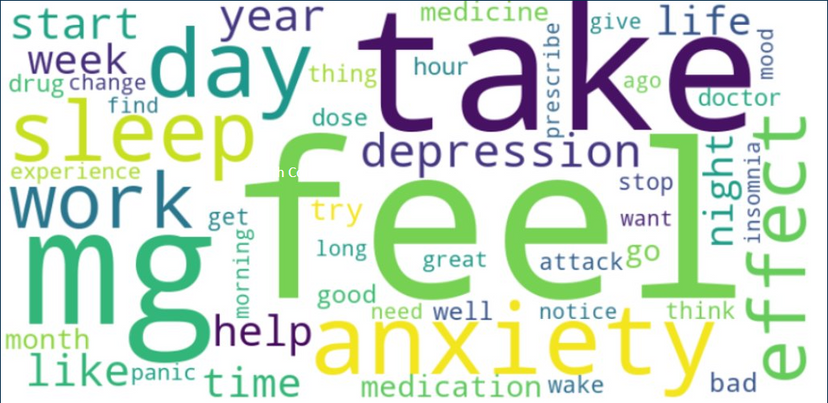 start
year
medicine
give
life
week
day
take
prescribe
mood
drug
change
thing
hour
ago
doctor
find
sleep
dose
depression
effect
experience
night
insomnia
work
get
try
feel
stop
want
mg
morning
long
great
attack
go
good
need
well
notice
think
help
anxiety
month
like
panic
time
medication
wake
bad